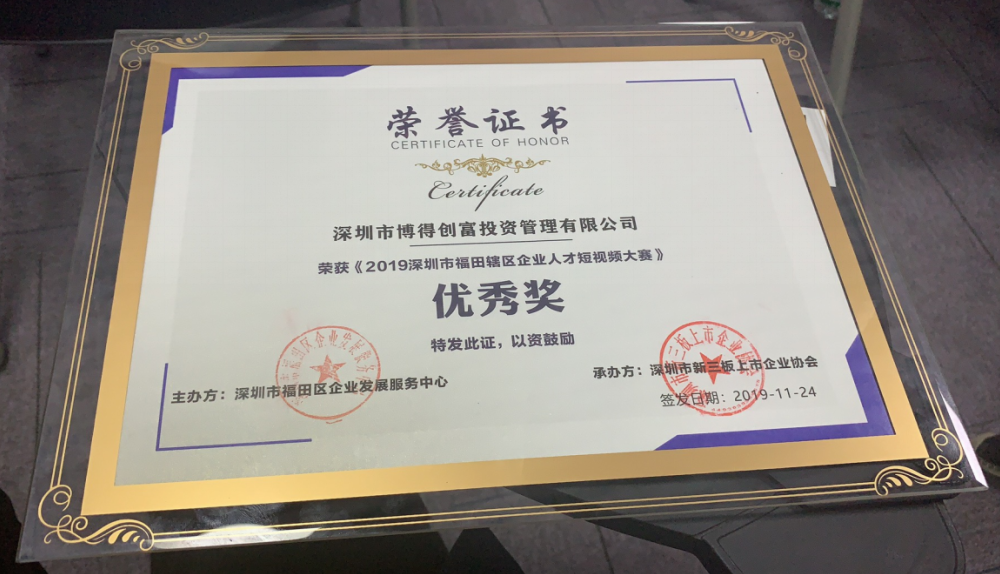 荣誉证书
CERTIFICATE OF HONOR
Certificate
深圳市博得创富投资管理有限公司
荣获《2019深圳市福田辖区企业人才短视频大赛》
优秀奖
特发此证，以资鼓励
主办方：深圳市福田区企业发展服务中心
承办方：深圳市新三板上市企业协会
签发日期：2019-11-24